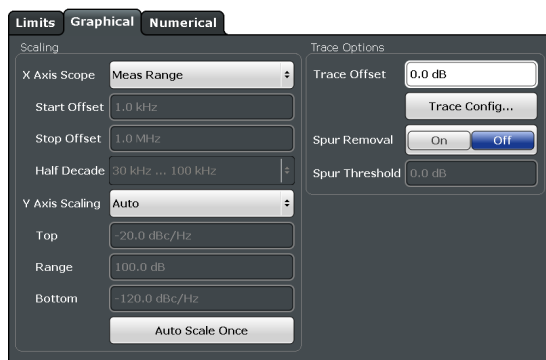 Limits Graphical Numerical
Scaling
X Axis Scope Meas Range
Start Offset 1.0 kHz
Stop Offset 1.0 MHz
Half Decade 30 kHz ... 100 kHz
Y Axis Scaling Auto
Top -20.0 dBc/Hz
Range 100.0 dB
Bottom -120.0 dBc/Hz
Auto Scale Once
Trace Options
Trace Offset 0.0 dB
Trace Config...
Spur Removal On Off
Spur Threshold 0.0 dB